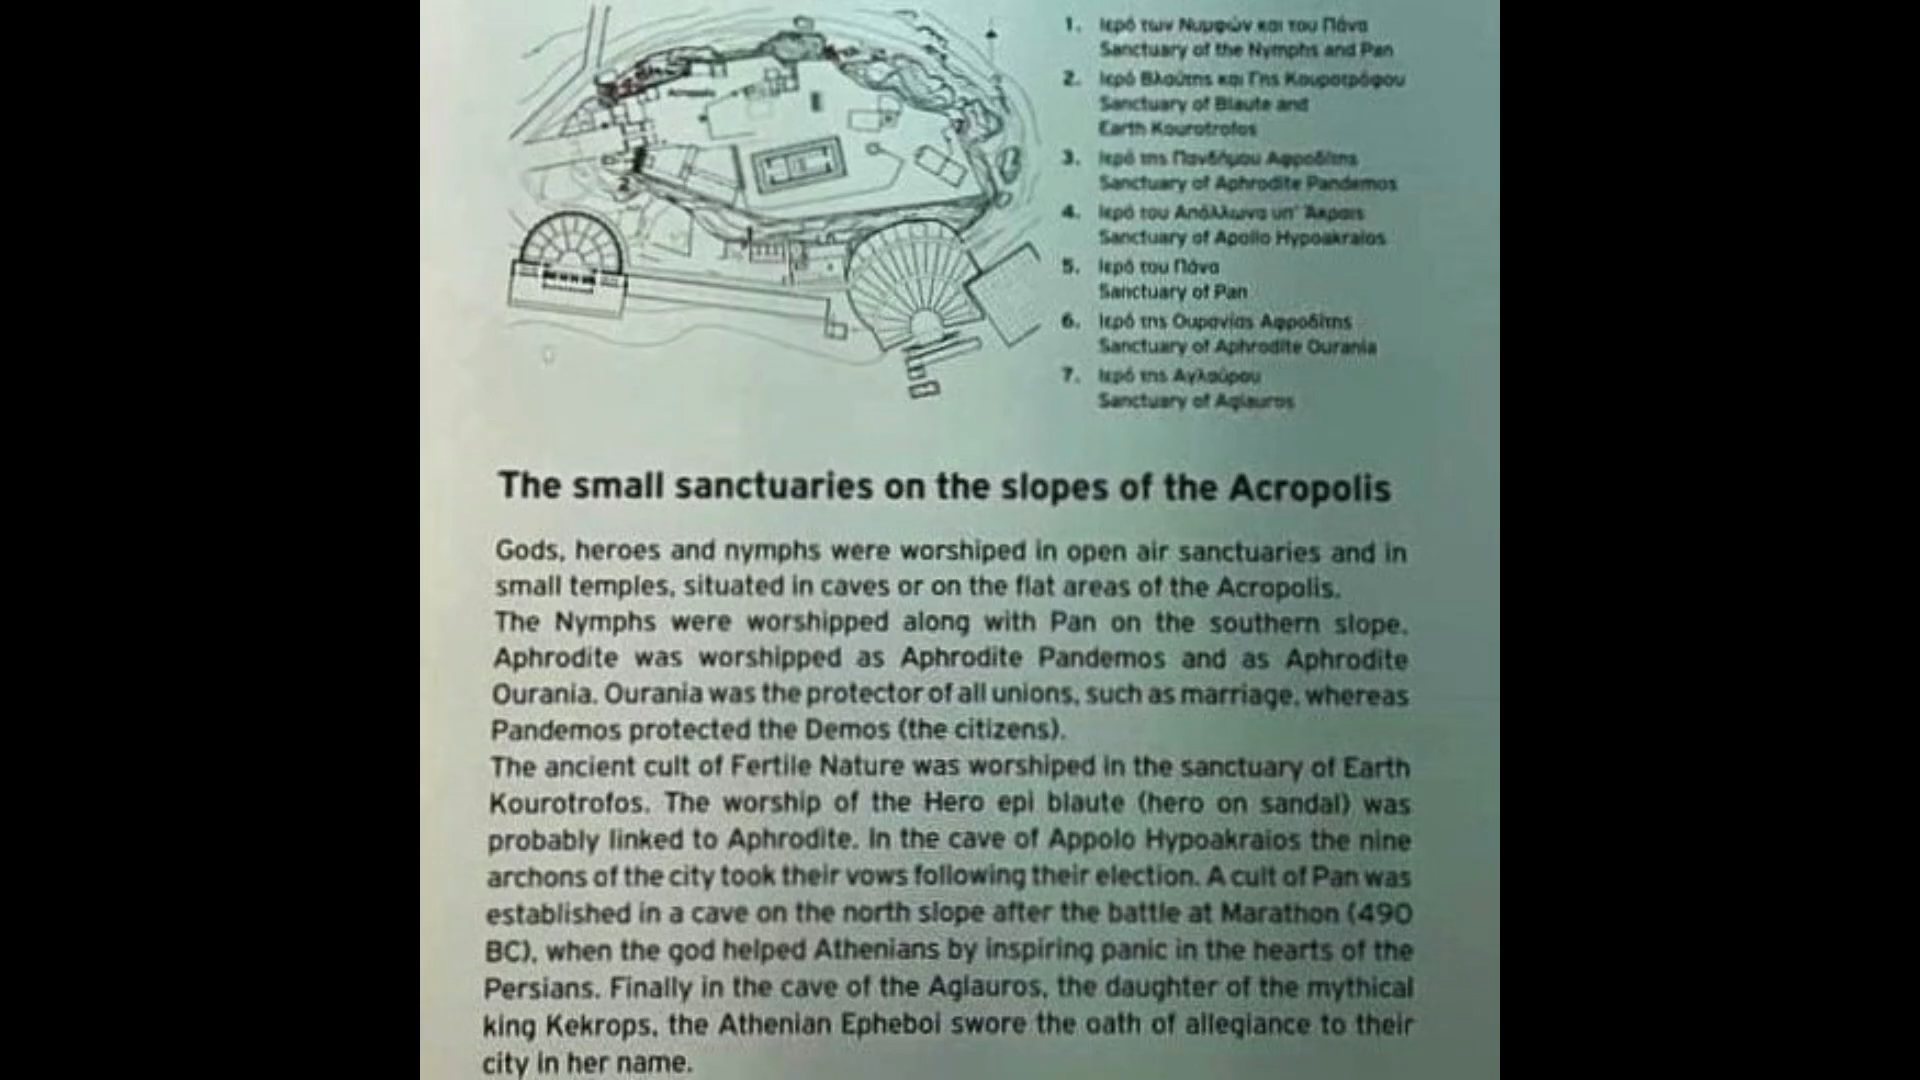 1. Ιερό των Νυμφών και του Πάνα
Sanctuary of the Nymphs and Pan
2. Ιερό Βλαύτης και Γης Κουροτρόφου
Sanctuary of Blaute and
Earth Kourotrofos
3. Ιερό της Πανδήμου Αφροδίτης
Sanctuary of Aphrodite Pandemos
4. Ιερό του Απόλλωνα υπ' Άκραις
Sanctuary of Apollo Hypoakraios
5. Ιερό του Πάνα
Sanctuary of Pan
6. Ιερό της Ουρανίας Αφροδίτης
Sanctuary of Aphrodite Ourania
7. Ιερό της Αγλαύρου
Sanctuary of Aglauros
2
7
The small sanctuaries on the slopes of the Acropolis
Gods, heroes and nymphs were worshiped in open air sanctuaries and in
small temples, situated in caves or on the flat areas of the Acropolis.
The Nymphs were worshipped along with Pan on the southern slope.
Aphrodite was worshipped as Aphrodite Pandemos and as Aphrodite
Ourania. Ourania was the protector of all unions, such as marriage, whereas
Pandemos protected the Demos (the citizens).
The ancient cult of Fertile Nature was worshiped in the sanctuary of Earth
Kourotrofos. The worship of the Hero epi blaute (hero on sandal) was
probably linked to Aphrodite. In the cave of Appolo Hypoakraios the nine
archons of the city took their vows following their election. A cult of Pan was
established in a cave on the north slope after the battle at Marathon (490
BC), when the god helped Athenians by inspiring panic in the hearts of the
Persians. Finally in the cave of the Aglauros, the daughter of the mythical
king Kekrops, the Athenian Epheboi swore the oath of allegiance to their
city in her name.